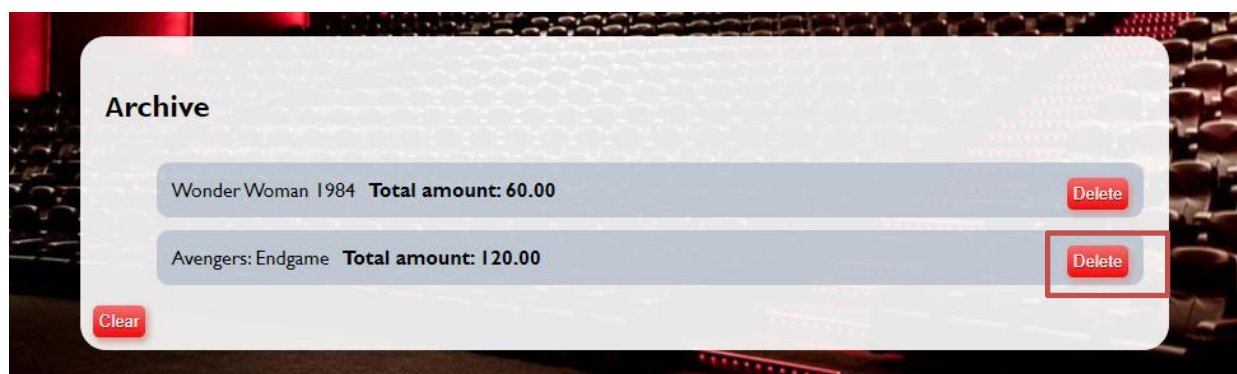 Archive
Wonder Woman 1984 Total amount: 60.00 Delete
Avengers: Endgame Total amount: 120.00 Delete
Clear